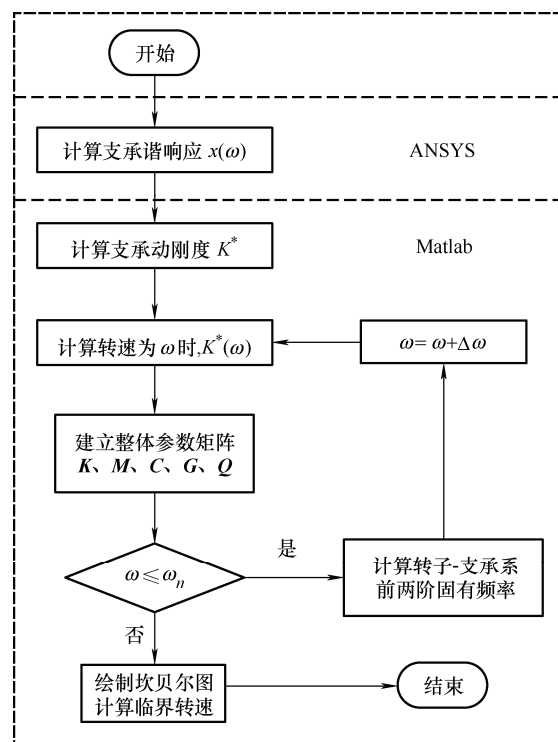 开始
计算支承谐响应 x(ω)
ANSYS
计算支承动刚度 K*
Matlab
计算转速为 ω 时,K*(ω)
ω= ω+Δω
建立整体参数矩阵
K、M、C、G、Q
ω≤ωn
是
计算转子-支承系
前两阶固有频率
否
绘制坎贝尔图
计算临界转速
结束